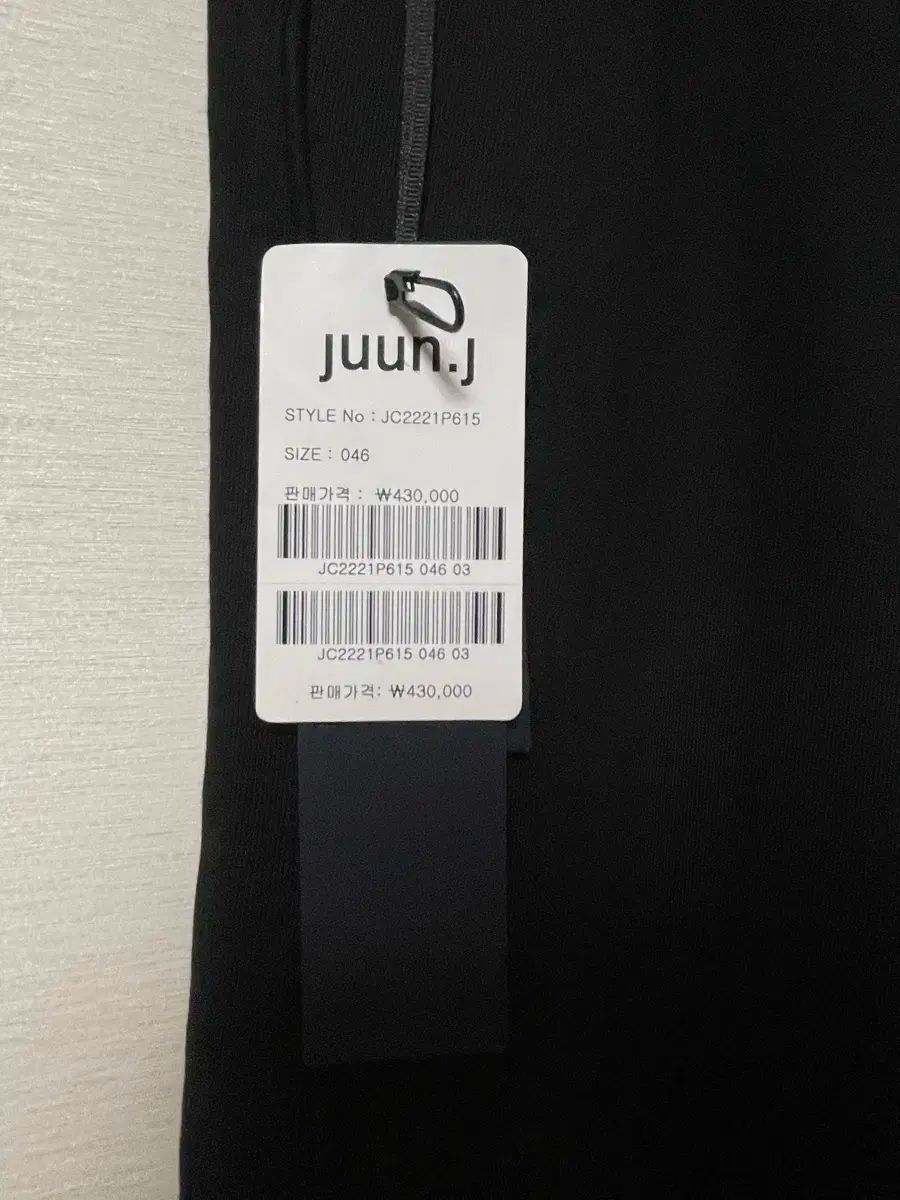 juun.j
STYLE No : JC2221P615
SIZE : 046
판매가격 : ₩430,000
JC2221P615 046 03
JC2221P615 046 03
판매가격: ₩430,000